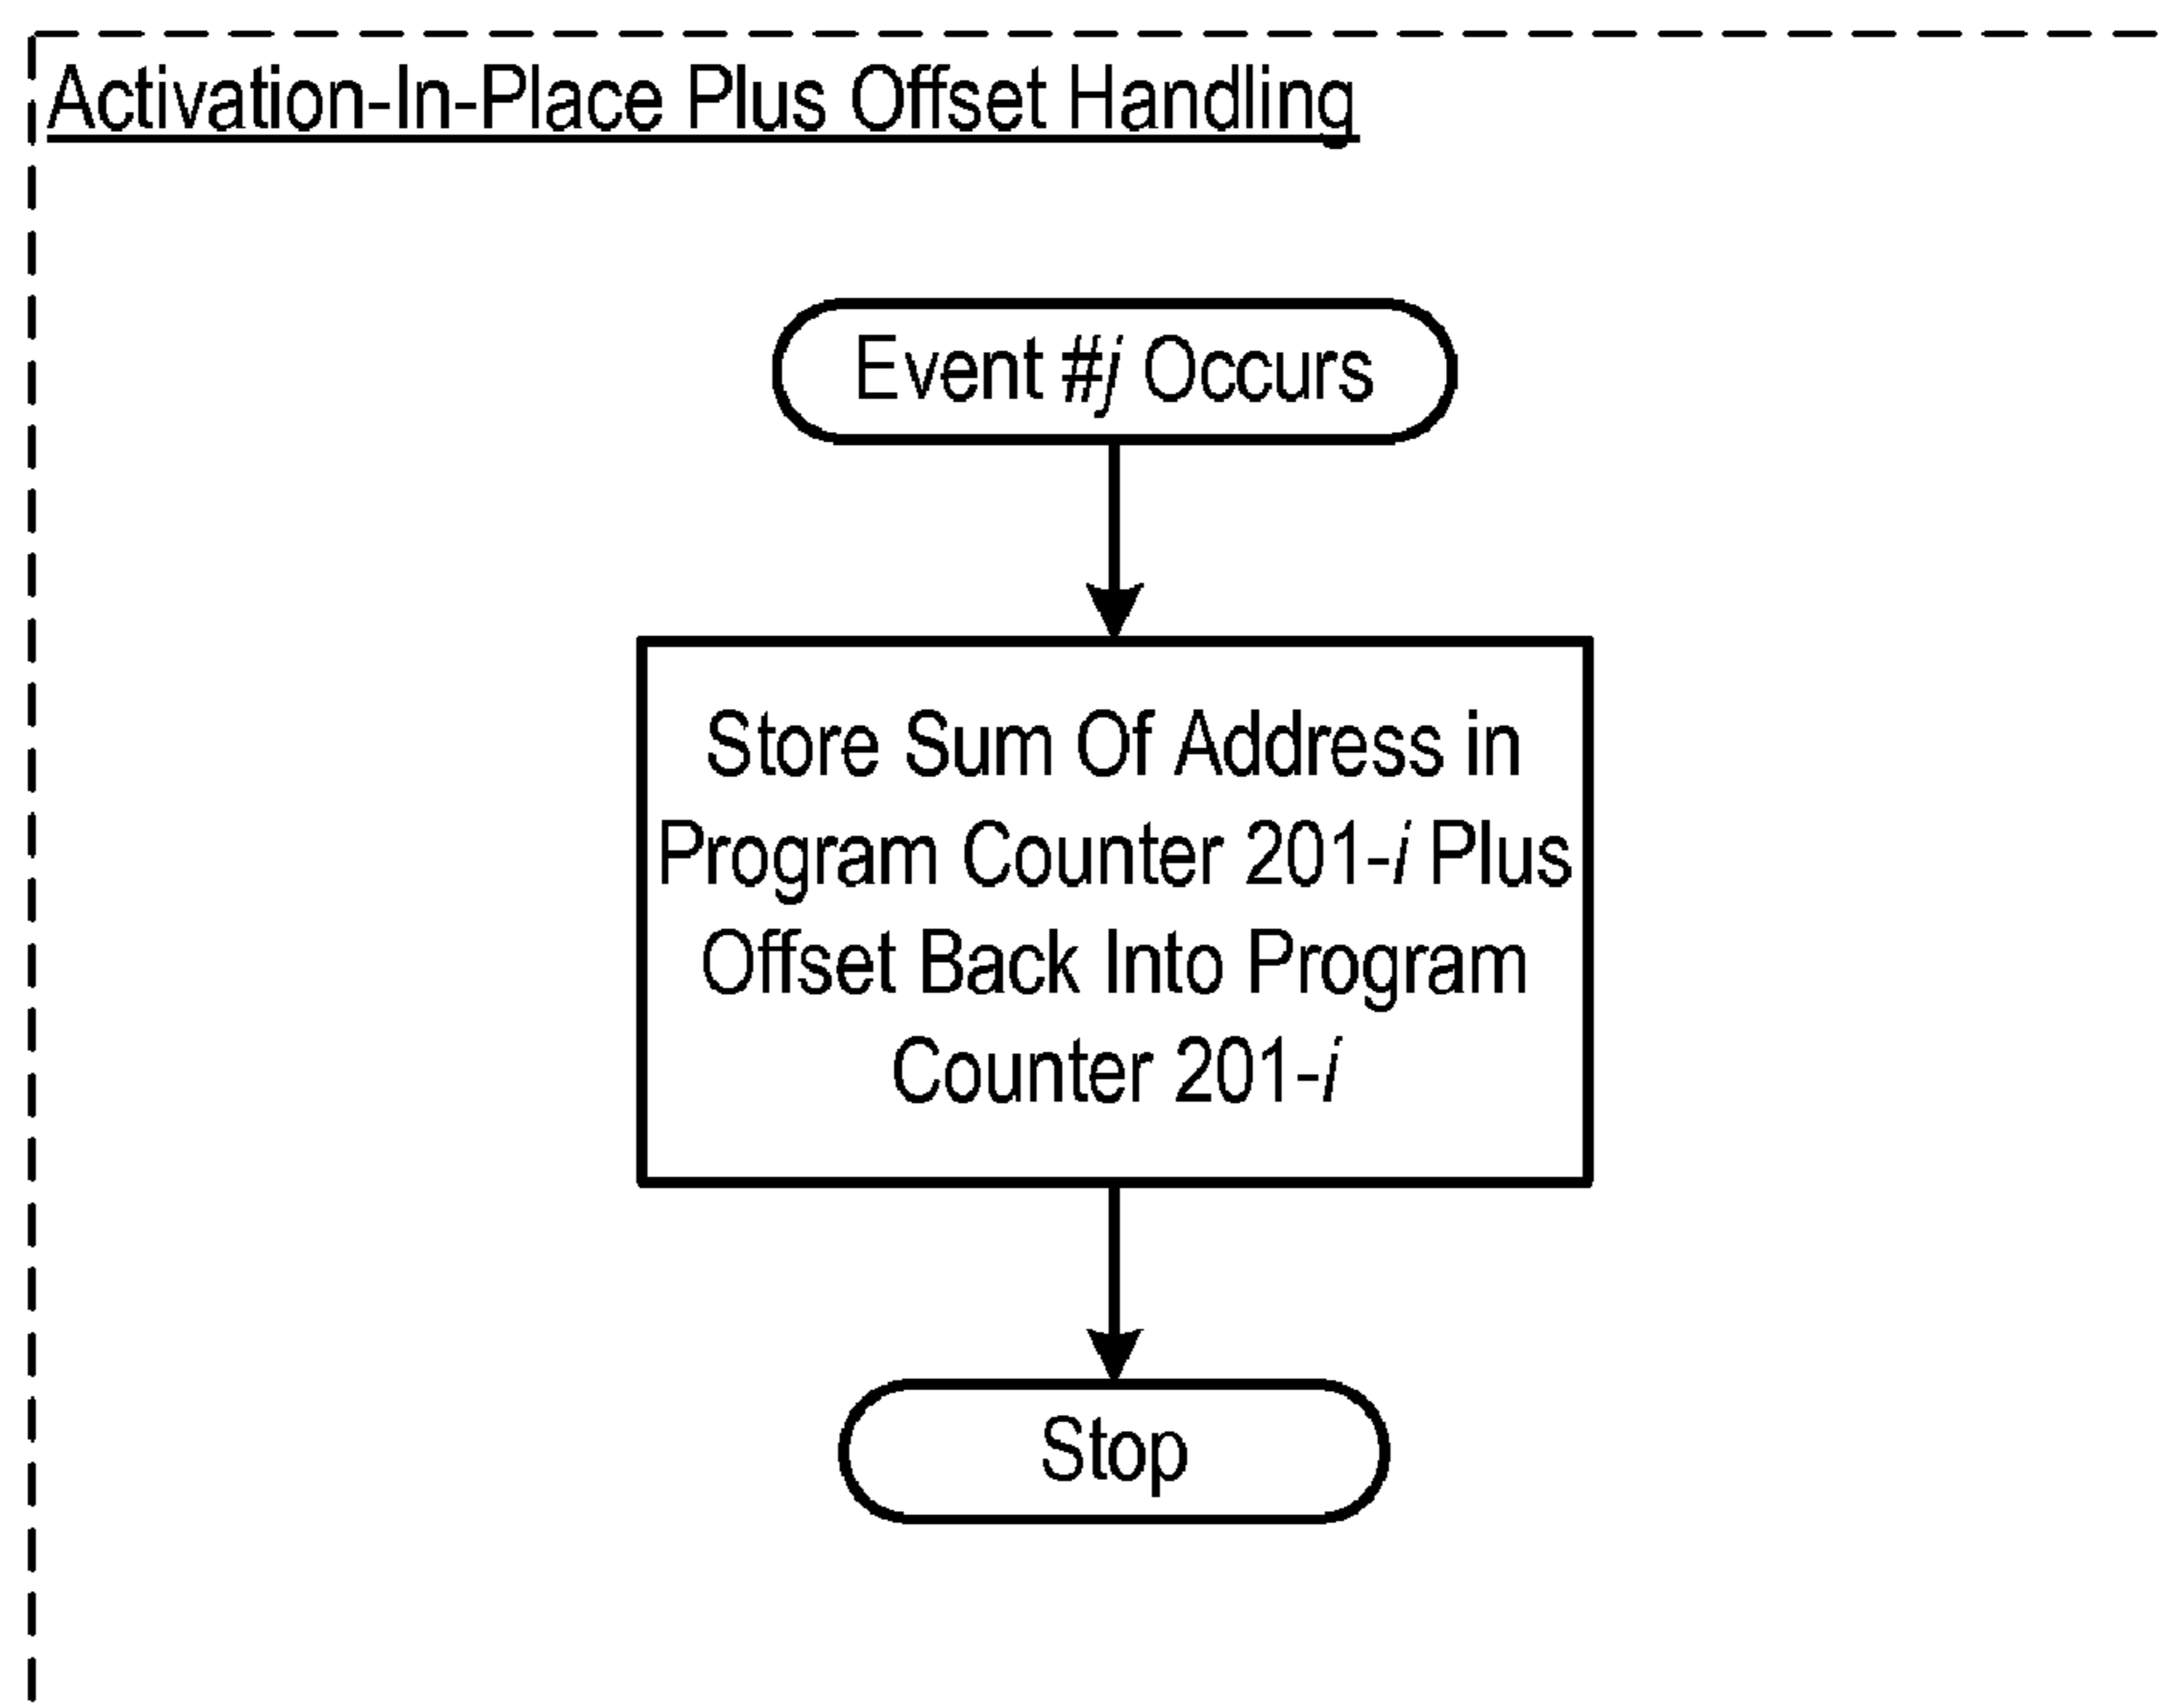 Activation-In-Place Plus Offset Handling
Event #j Occurs
Store Sum Of Address in
Program Counter 201-i Plus
Offset Back Into Program
Counter 201-i
Stop